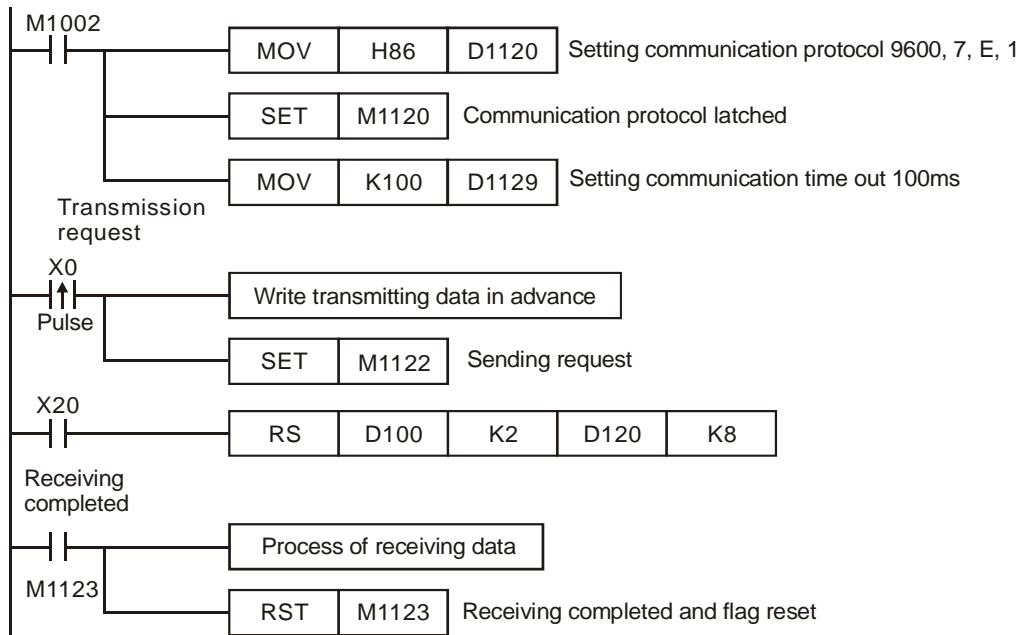 M1002
MOV H86 D1120 Setting communication protocol 9600, 7, E, 1
SET M1120 Communication protocol latched
MOV K100 D1129 Setting communication time out 100ms
Transmission
request
X0
Write transmitting data in advance
Pulse
SET M1122 Sending request
X20
RS D100 K2 D120 K8
Receiving
completed
Process of receiving data
M1123
RST M1123 Receiving completed and flag reset